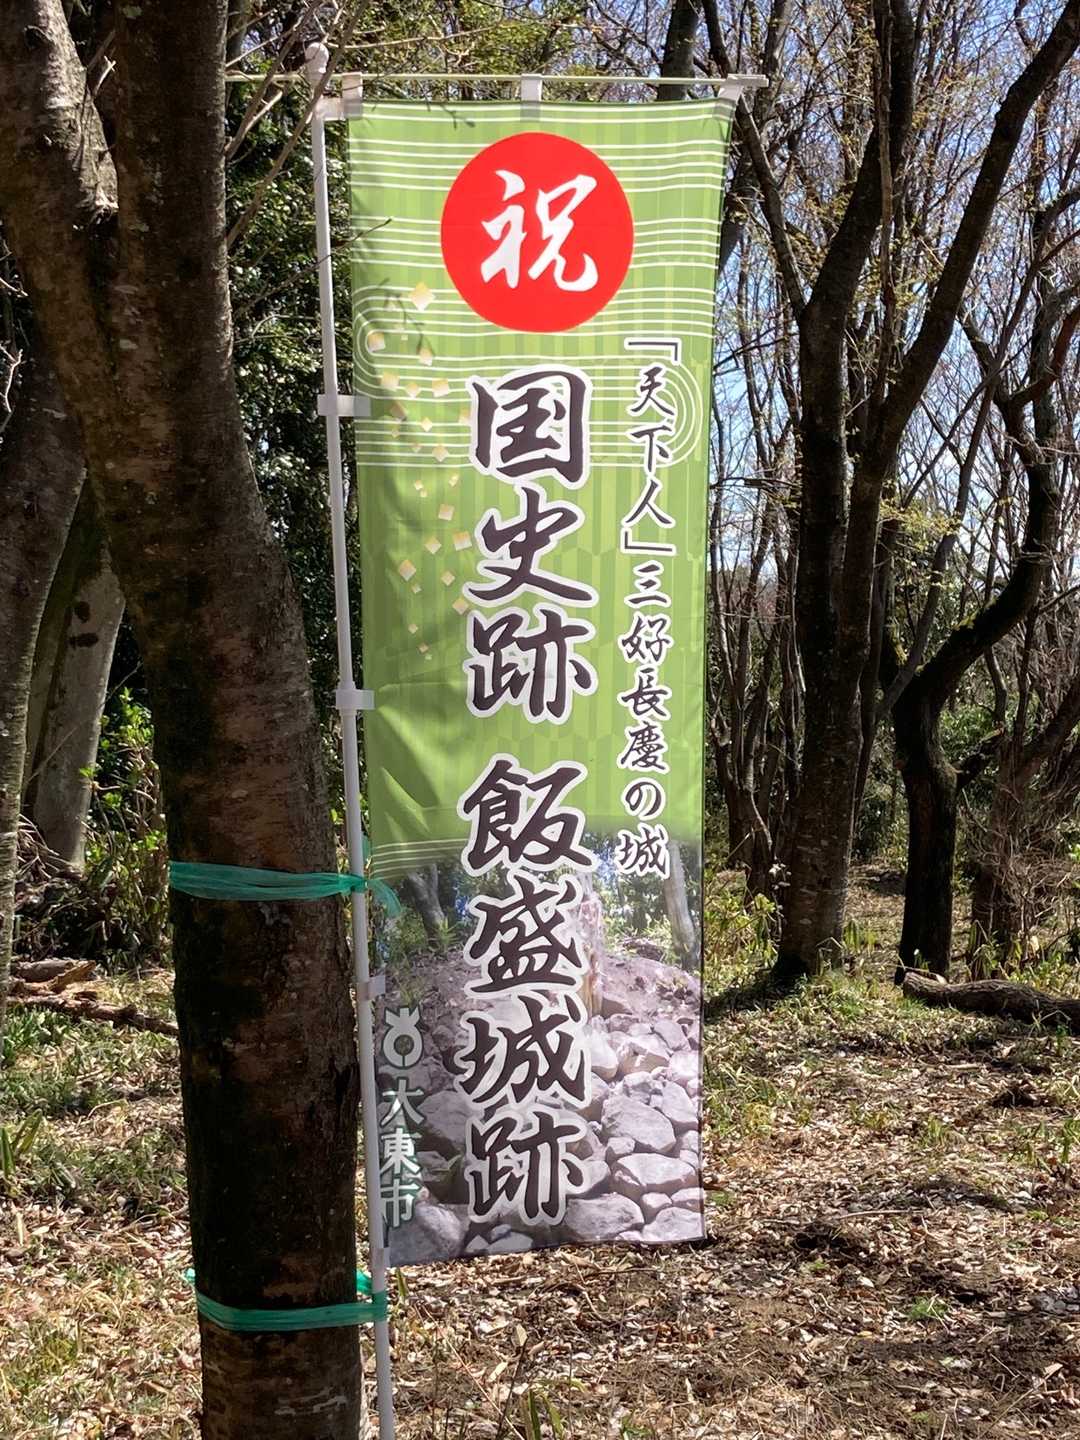 祝
「天下人」三好長慶の城
国史跡 飯盛城跡
大東市